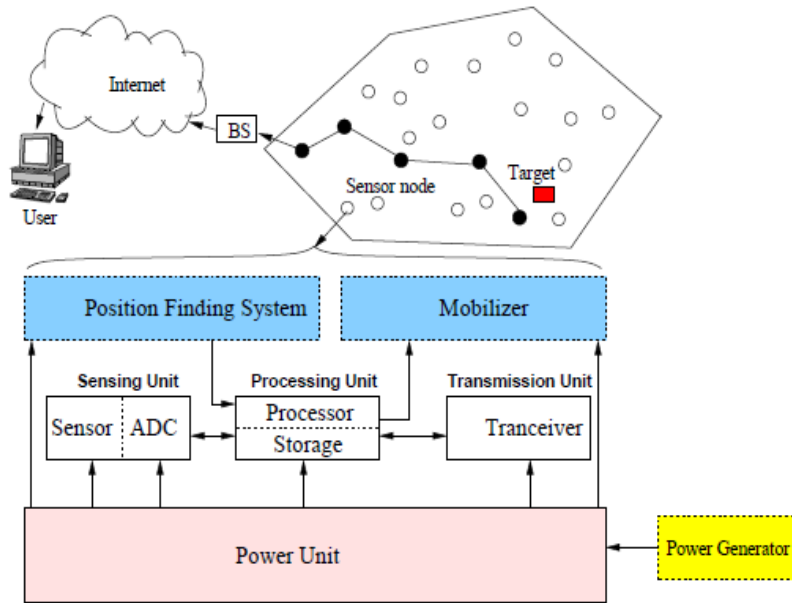 Internet
BS
User
Sensor node
Target
Position Finding System
Mobilizer
Sensing Unit
Processing Unit
Transmission Unit
Sensor
ADC
Processor
Storage
Tranceiver
Power Unit
Power Generator